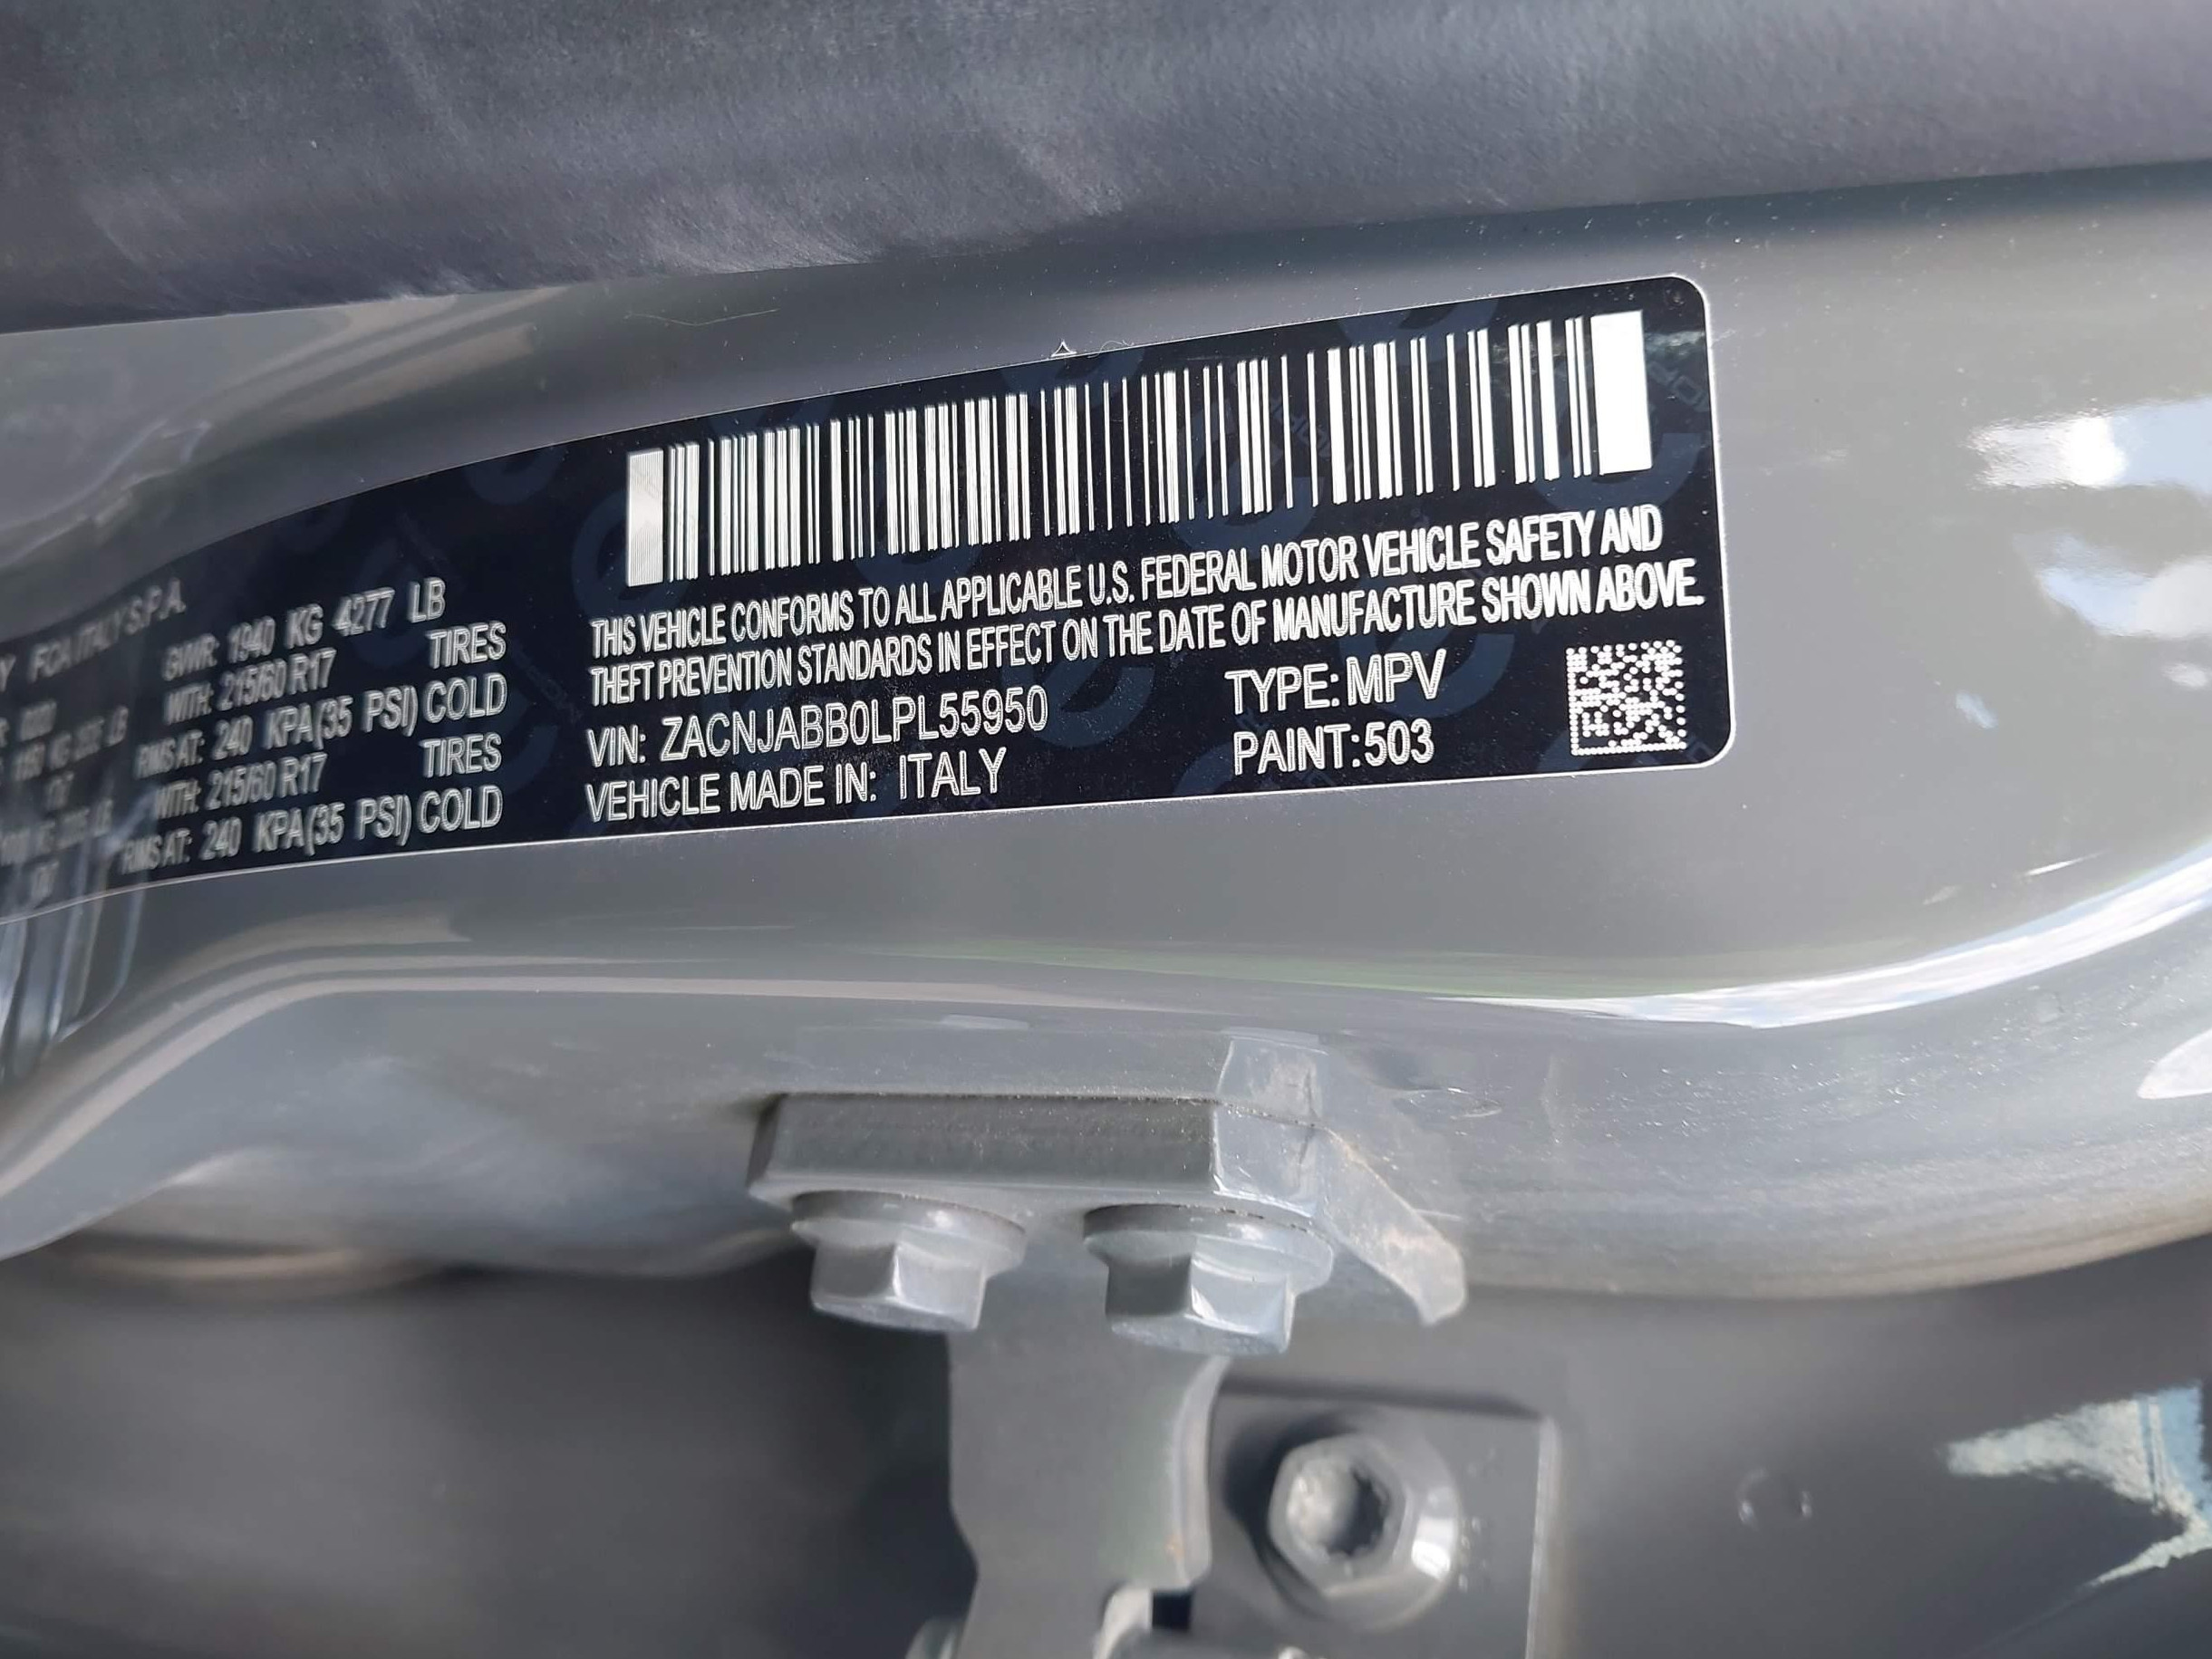 FCA ITALY S.P.A.
GVWR: 1940 KG 4277 LB
WITH: 215/60 R17 TIRES
RIMS AT: 240 KPA(35 PSI) COLD
WITH: 215/60 R17 TIRES
RIMS AT: 240 KPA(35 PSI) COLD
THIS VEHICLE CONFORMS TO ALL APPLICABLE U.S. FEDERAL MOTOR VEHICLE SAFETY AND
THEFT PREVENTION STANDARDS IN EFFECT ON THE DATE OF MANUFACTURE SHOWN ABOVE.
VIN: ZACNJABB0LPL55950 TYPE: MPV
VEHICLE MADE IN: ITALY PAINT: 503